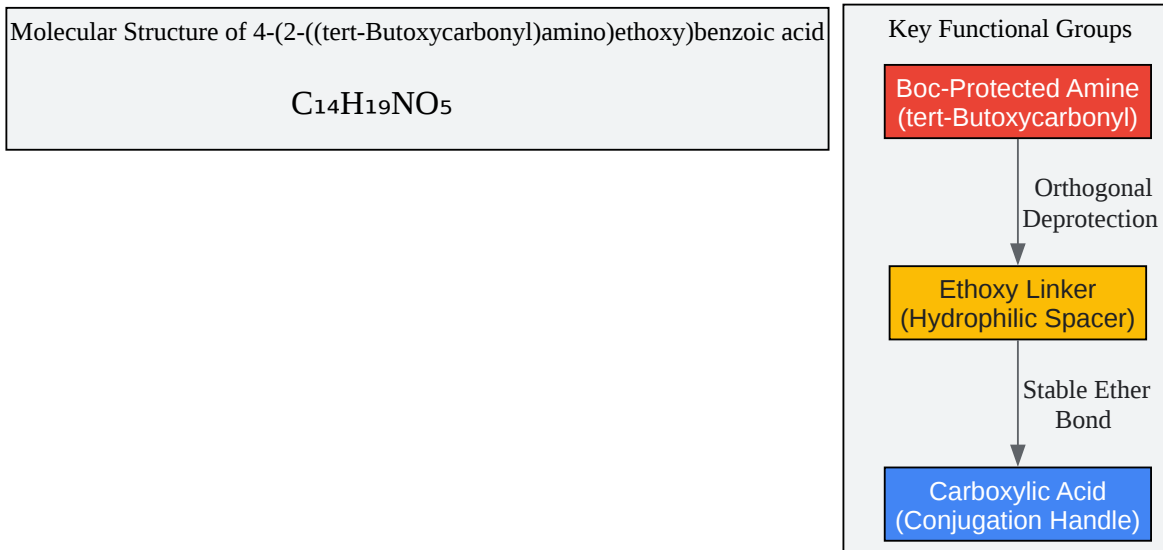 Molecular Structure of 4-(2-((tert-Butoxycarbonyl)amino)ethoxy)benzoic acid
C₁₄H₁₉NO₅
Key Functional Groups
Boc-Protected Amine
(tert-Butoxycarbonyl)
Orthogonal
Deprotection
Ethoxy Linker
(Hydrophilic Spacer)
Stable Ether
Bond
Carboxylic Acid
(Conjugation Handle)